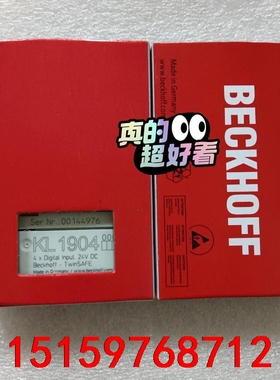 Made in Germany
www.beckhoff.com
BECKHOFF
真的
超好看
Ser Nr. 00144976
KL1904
4 x Digital Input, 24V DC
Beckhoff - TwinSAFE
15159768712